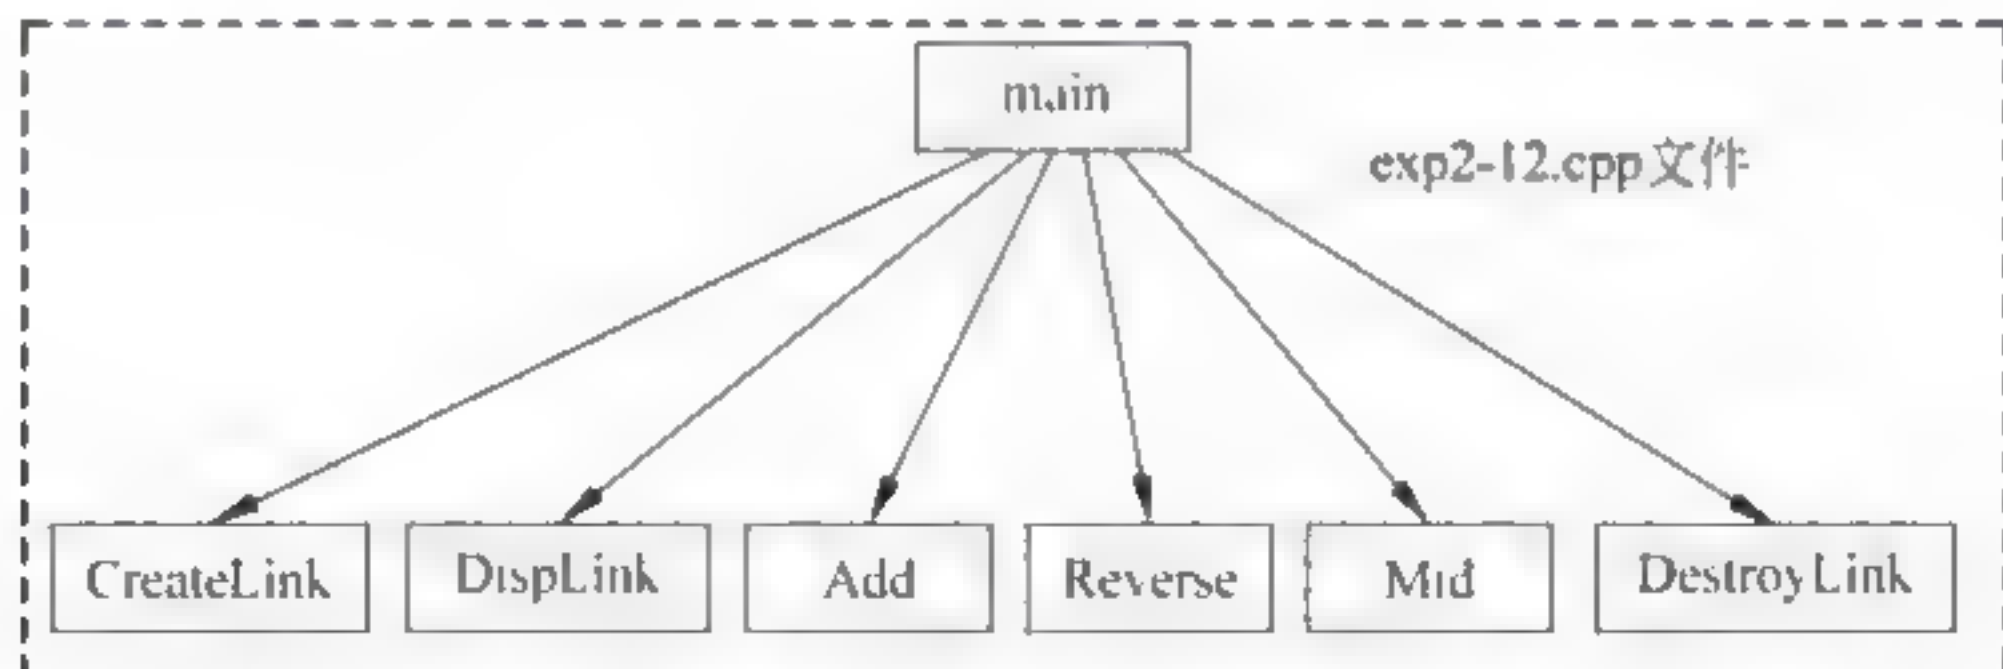 main
exp2-12.cpp文件
CreateLink
DispLink
Add
Reverse
Mid
DestroyLink